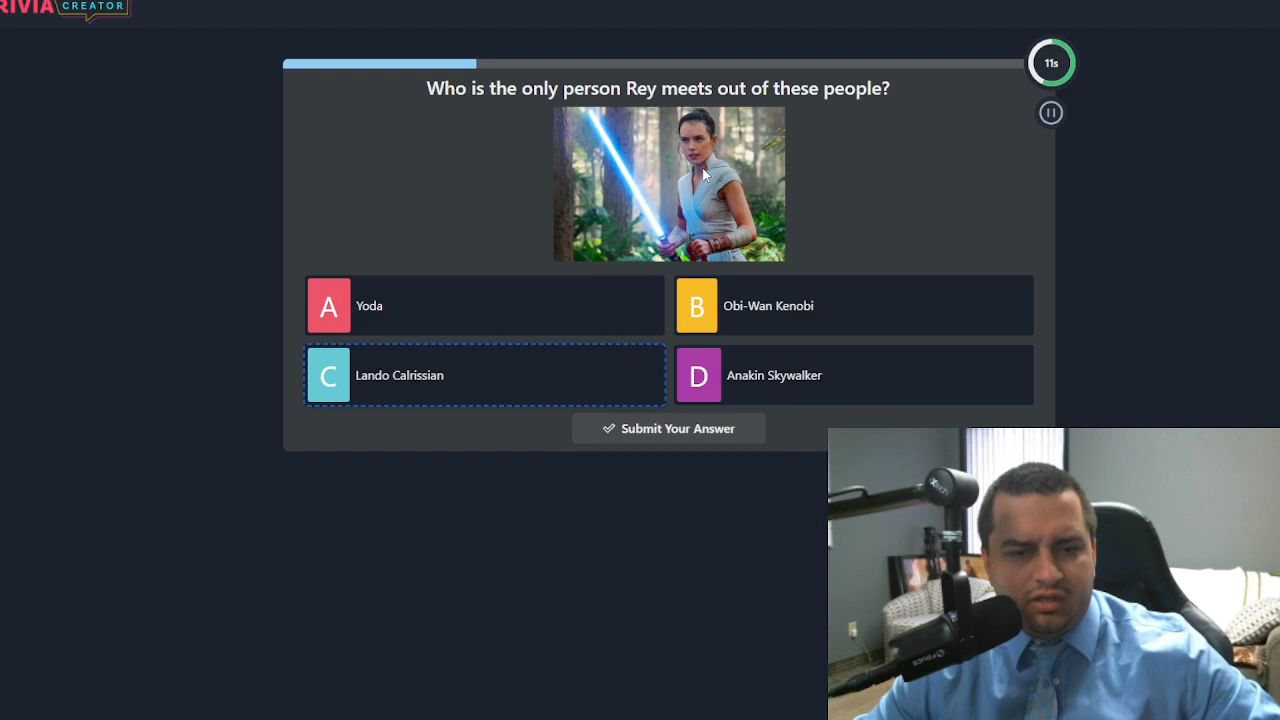 RIVIA CREATOR
11s
Who is the only person Rey meets out of these people?
A Yoda
B Obi-Wan Kenobi
C Lando Calrissian
D Anakin Skywalker
Submit Your Answer